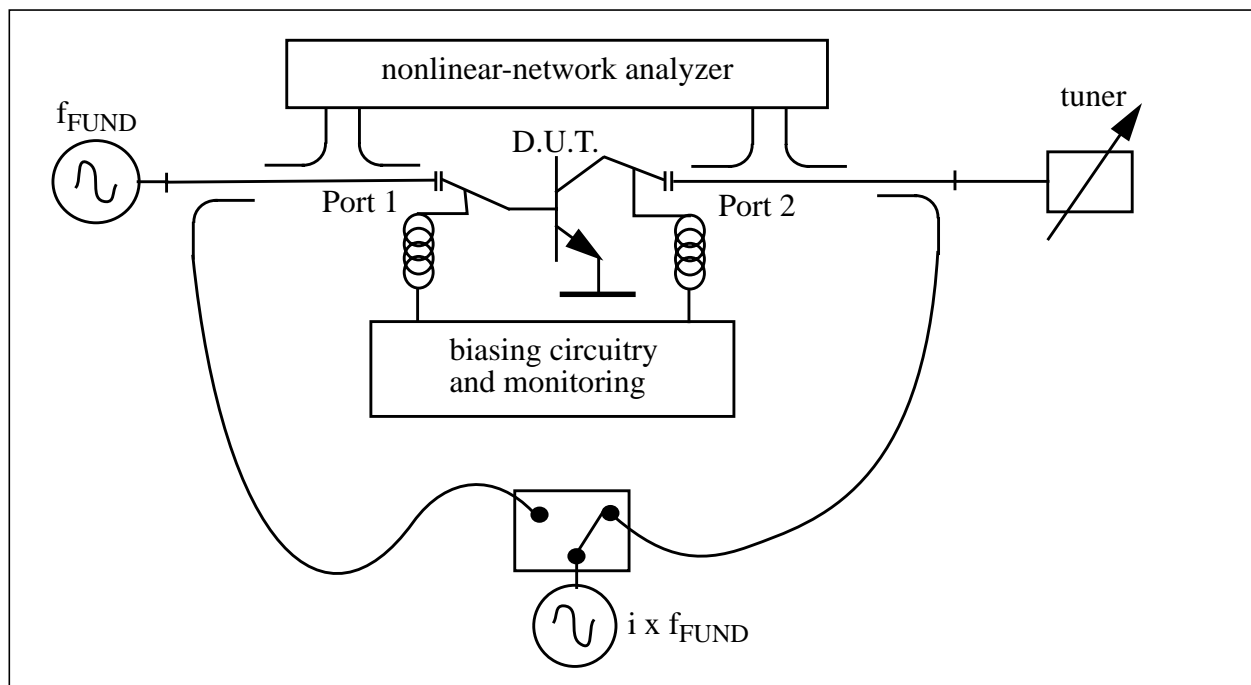 nonlinear-network analyzer
fFUND
tuner
D.U.T.
Port 1
Port 2
biasing circuitry
and monitoring
i x fFUND